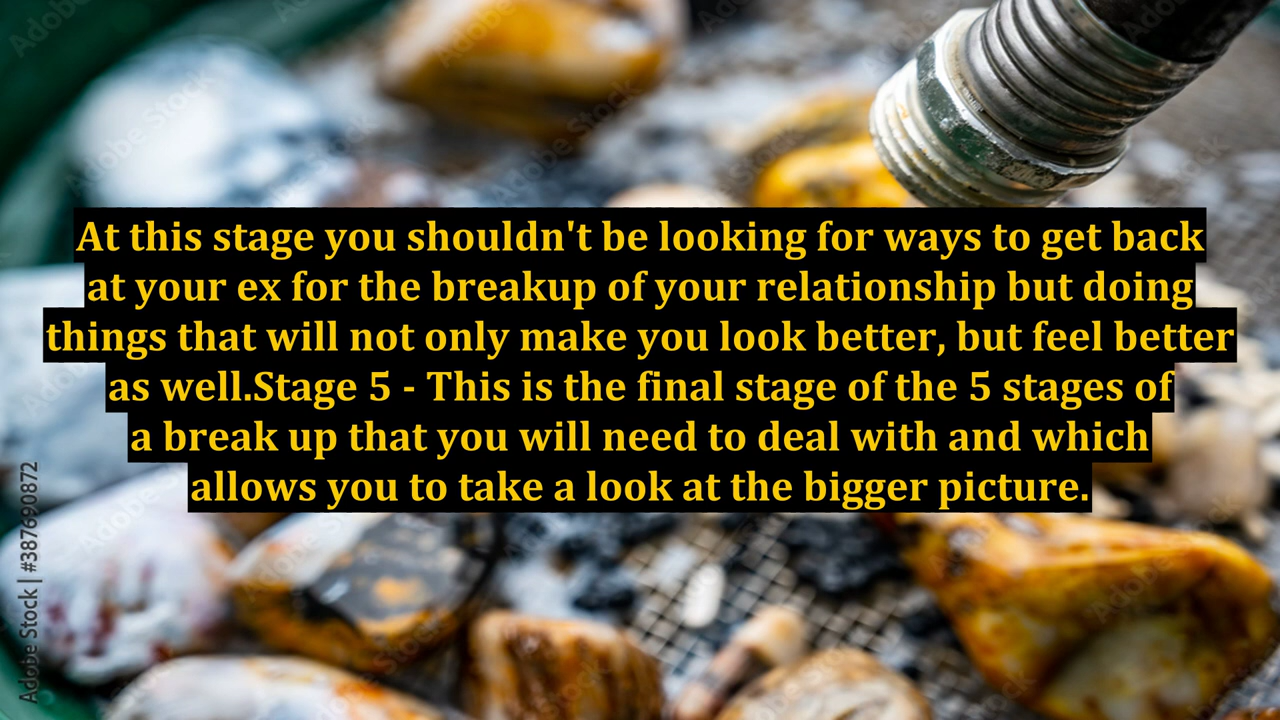 At this stage you shouldn't be looking for ways to get back
at your ex for the breakup of your relationship but doing
things that will not only make you look better, but feel better
as well.Stage 5 - This is the final stage of the 5 stages of
a break up that you will need to deal with and which
allows you to take a look at the bigger picture.
Adobe Stock | #387690872